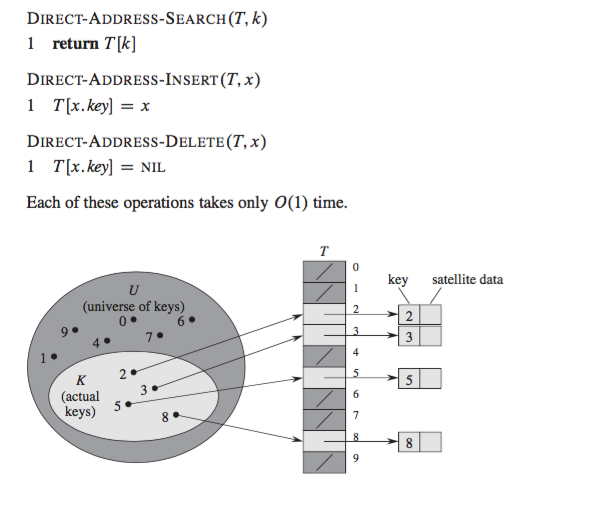 DIRECT-ADDRESS-SEARCH(T, k)
1 return T[k]
DIRECT-ADDRESS-INSERT(T, x)
1 T[x.key] = x
DIRECT-ADDRESS-DELETE(T, x)
1 T[x.key] = NIL
Each of these operations takes only O(1) time.
T
key satellite data
U
(universe of keys)
0 6
9 4 7
1
K
(actual
keys)
2
3
5
8
0
1
2
3
4
5
6
7
8
9
2
3
5
8